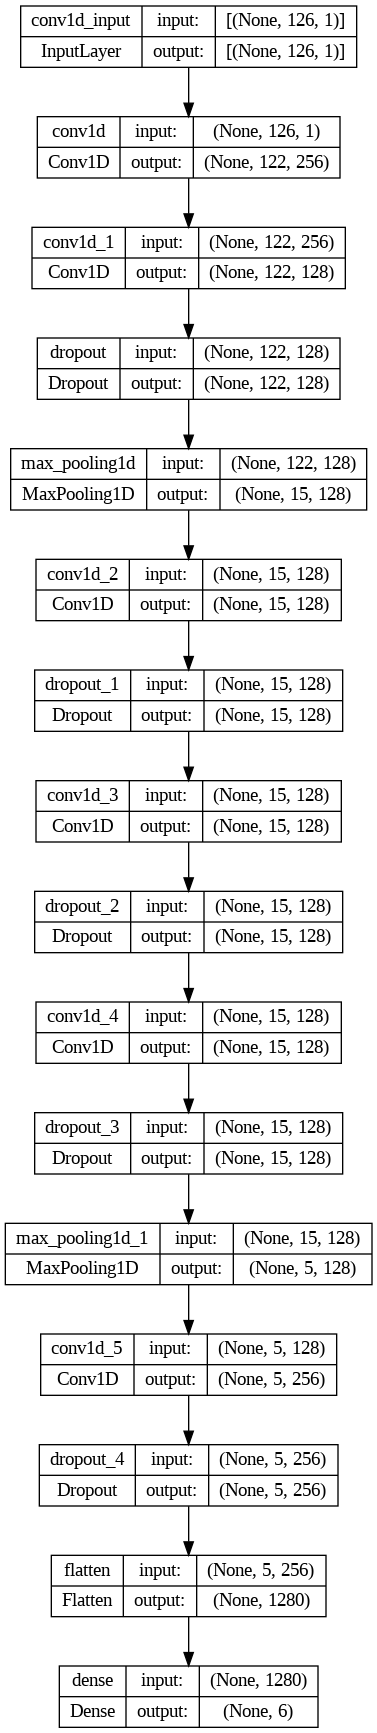 conv1d_input input: [(None, 126, 1)]
InputLayer output: [(None, 126, 1)]
conv1d input: (None, 126, 1)
Conv1D output: (None, 122, 256)
conv1d_1 input: (None, 122, 256)
Conv1D output: (None, 122, 128)
dropout input: (None, 122, 128)
Dropout output: (None, 122, 128)
max_pooling1d input: (None, 122, 128)
MaxPooling1D output: (None, 15, 128)
conv1d_2 input: (None, 15, 128)
Conv1D output: (None, 15, 128)
dropout_1 input: (None, 15, 128)
Dropout output: (None, 15, 128)
conv1d_3 input: (None, 15, 128)
Conv1D output: (None, 15, 128)
dropout_2 input: (None, 15, 128)
Dropout output: (None, 15, 128)
conv1d_4 input: (None, 15, 128)
Conv1D output: (None, 15, 128)
dropout_3 input: (None, 15, 128)
Dropout output: (None, 15, 128)
max_pooling1d_1 input: (None, 15, 128)
MaxPooling1D output: (None, 5, 128)
conv1d_5 input: (None, 5, 128)
Conv1D output: (None, 5, 256)
dropout_4 input: (None, 5, 256)
Dropout output: (None, 5, 256)
flatten input: (None, 5, 256)
Flatten output: (None, 1280)
dense input: (None, 1280)
Dense output: (None, 6)